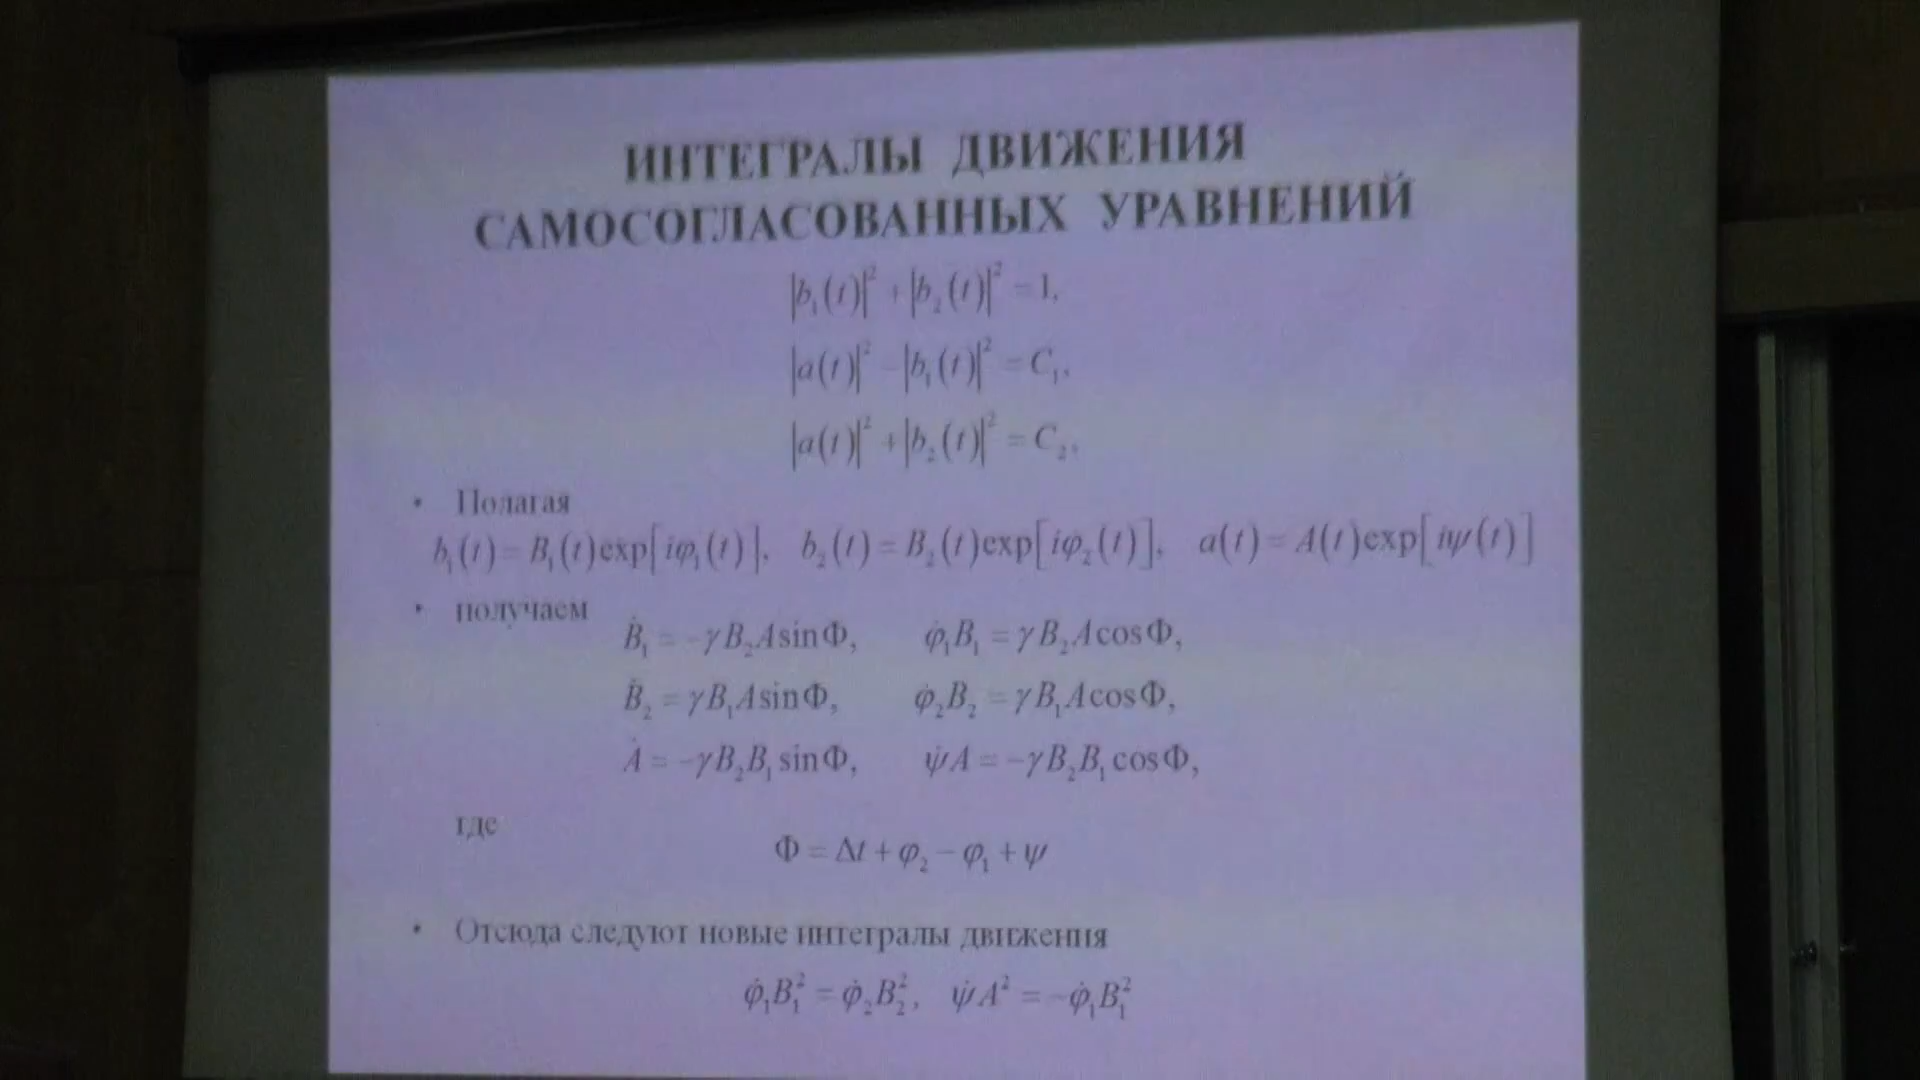 ИНТЕГРАЛЫ ДВИЖЕНИЯ
САМОСОГЛАСОВАННЫХ УРАВНЕНИЙ
|b₁(t)|² + |b₂(t)|² = 1,
|a(t)|² − |b₁(t)|² = C₁,
|a(t)|² + |b₂(t)|² = C₂,
• Полагая
b₁(t) = B₁(t)exp[iφ₁(t)], b₂(t) = B₂(t)exp[iφ₂(t)], a(t) = A(t)exp[iψ(t)]
• получаем
Ḃ₁ = −γB₂A sinΦ, φ̇₁B₁ = γB₂A cosΦ,
Ḃ₂ = γB₁A sinΦ, φ̇₂B₂ = γB₁A cosΦ,
Ȧ = −γB₂B₁ sinΦ, ψ̇A = −γB₂B₁ cosΦ,
где
Φ = Δt + φ₂ − φ₁ + ψ
• Отсюда следуют новые интегралы движения
φ̇₁B₁² = φ̇₂B₂², ψ̇A² = −φ̇₁B₁²